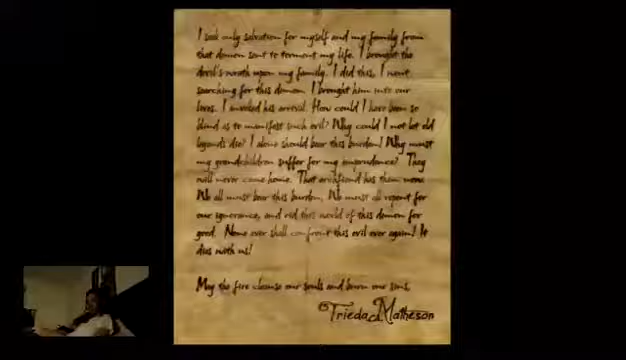 I seek only salvation for myself and my family from
that demon sent to torment my life. I brought the
devil's wrath upon my family. I did this. I went
searching for this demon. I brought him into our
lives. I invoked his arrival. How could I have been so
blind as to manifest such evil? Why could I not let old
legends die? I alone should bear this burden! Why must
my grandchildren suffer for my imprudence? They
will never come home. That archfiend has them now.
We all must bear this burden. We must all repent for
our ignorance, and rid this world of this demon for
good. None ever shall confront this evil ever again! It
dies with us!
May the fire cleanse our souls and burn our sins.
Trieda Matheson